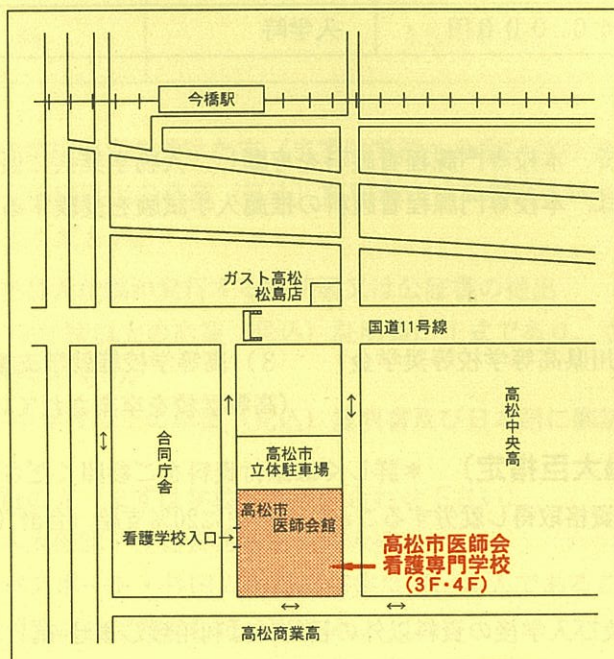 今橋駅
ガスト高松
松島店
国道11号線
合同庁舎
高松市
立体駐車場
高松中央高
高松市
医師会館
看護学校入口→
高松市医師会
看護専門学校
(3F・4F)
高松商業高